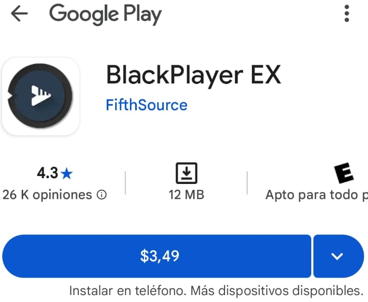 Google Play
BlackPlayer EX
FifthSource
4.3★
26 K opiniones
12 MB
E
Apto para todo p
$3,49
Instalar en teléfono. Más dispositivos disponibles.